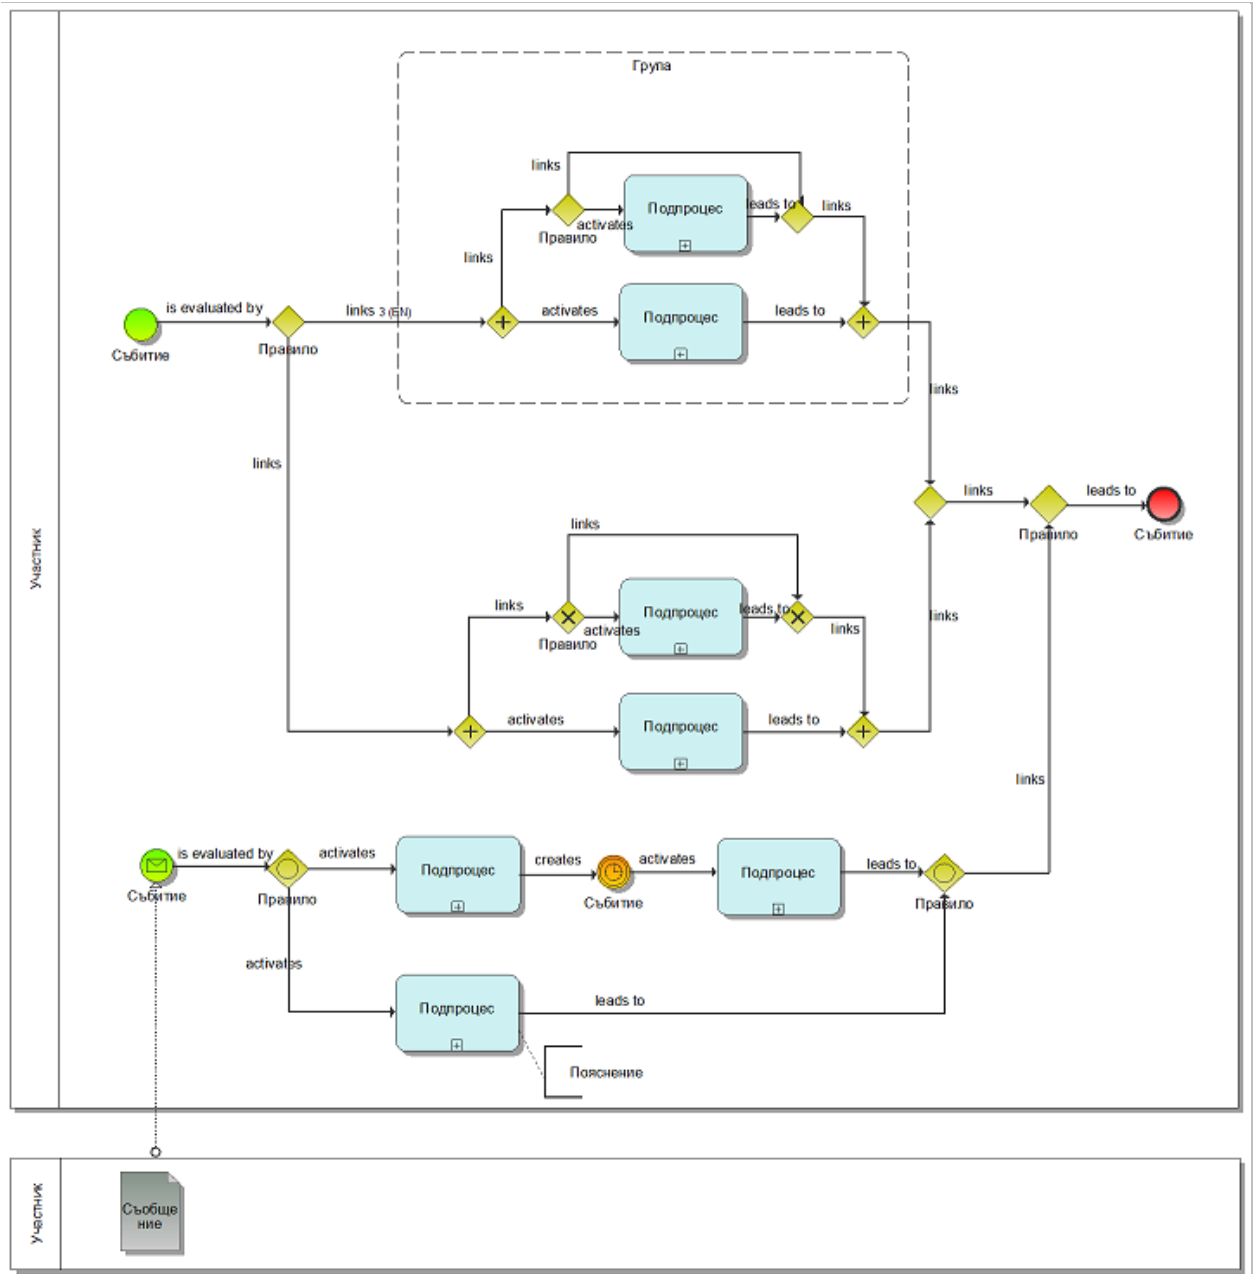 Група
links
Подпроцес
leads to
links
activates
Правило
links
is evaluated by
links 3 (EN)
activates
Подпроцес
leads to
Събитие
Правило
links
links
links
leads to
Правило
Събитие
links
links
Подпроцес
leads to
activates
Правило
links
links
activates
Подпроцес
leads to
links
Участник
is evaluated by
activates
Подпроцес
creates
activates
Подпроцес
leads to
Събитие
Правило
Събитие
Правило
activates
Подпроцес
leads to
Пояснение
Участник
Съобще
ние